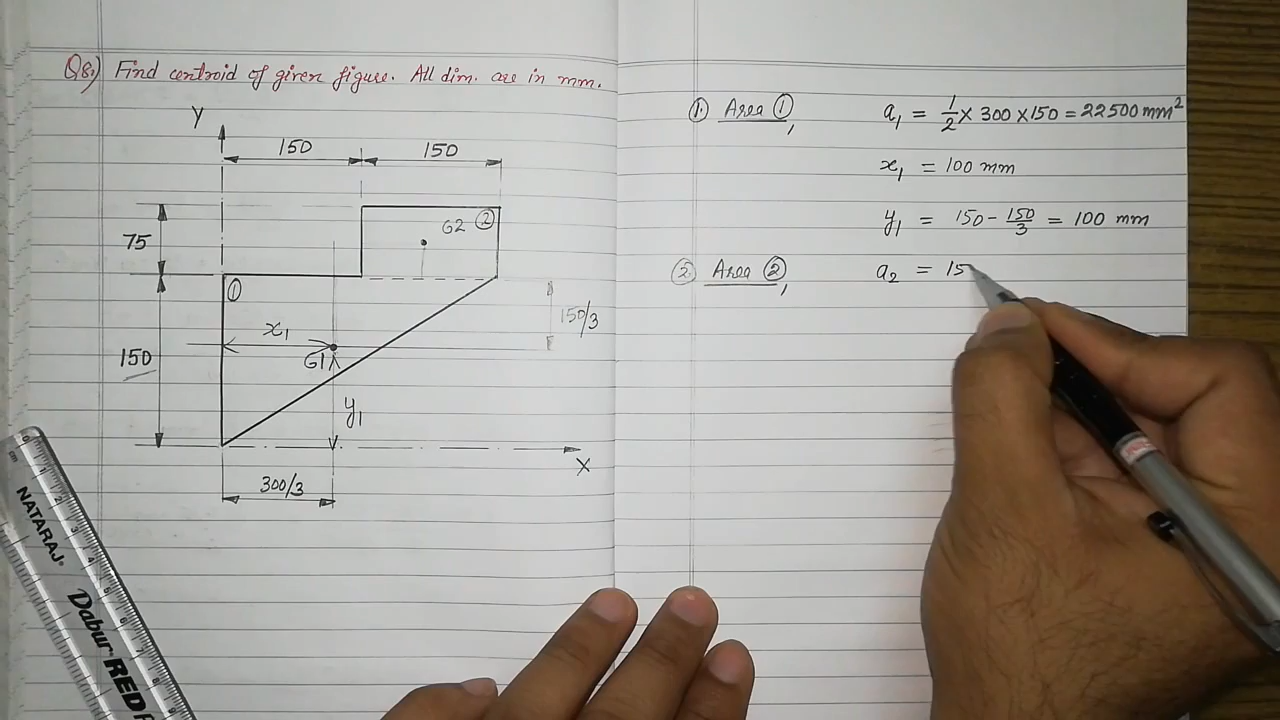 Q8.) Find centroid of given figure. All dim. are in mm.
Y
150 150
75
G2 ②
①
x₁
150/3
150
G1
y₁
X
300/3
① Area ①, a₁ = 1/2 × 300 × 150 = 22500 mm²
x₁ = 100 mm
y₁ = 150 - 150/3 = 100 mm
② Area ②, a₂ = 15
NATARAJ
Dabur RED
cm